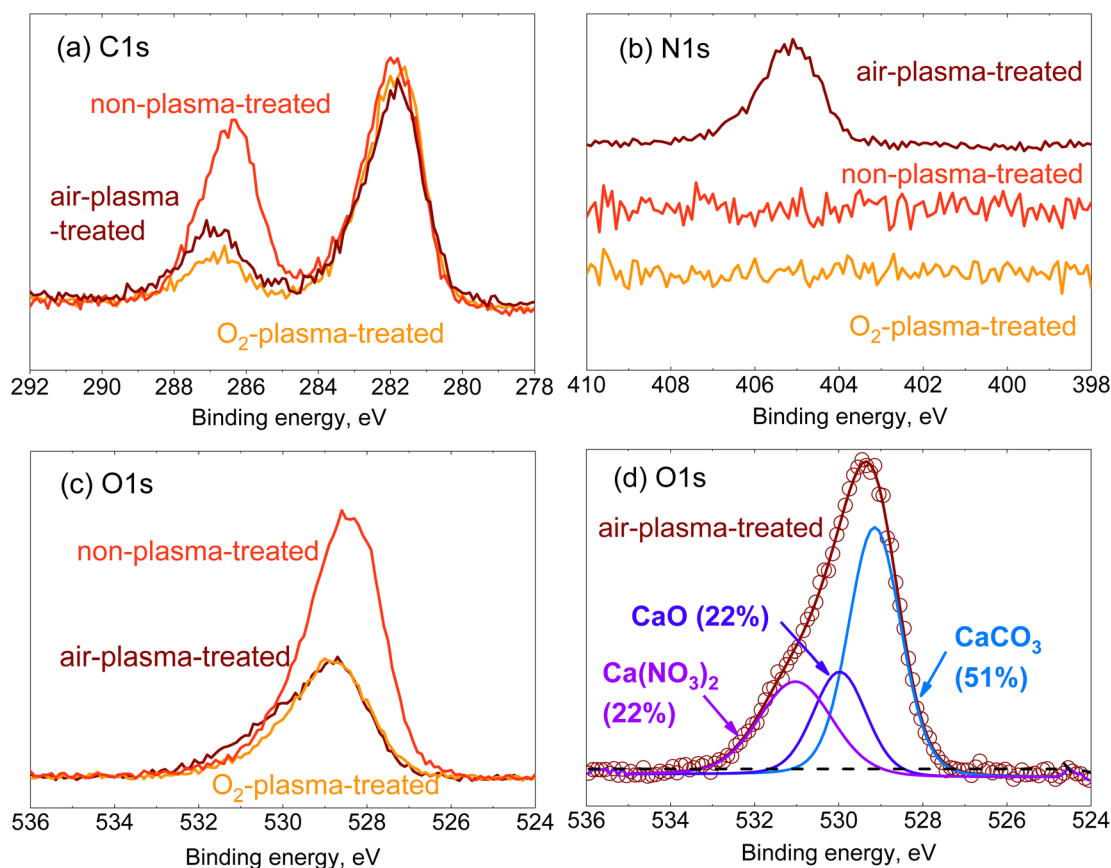 (a) C1s
non-plasma-treated
air-plasma
-treated
O₂-plasma-treated
292 290 288 286 284 282 280 278
Binding energy, eV
(b) N1s
air-plasma-treated
non-plasma-treated
O₂-plasma-treated
410 408 406 404 402 400 398
Binding energy, eV
(c) O1s
non-plasma-treated
air-plasma-treated
O₂-plasma-treated
536 534 532 530 528 526 524
Binding energy, eV
(d) O1s
air-plasma-treated
CaO (22%)
Ca(NO₃)₂
(22%)
CaCO₃
(51%)
536 534 532 530 528 526 524
Binding energy, eV